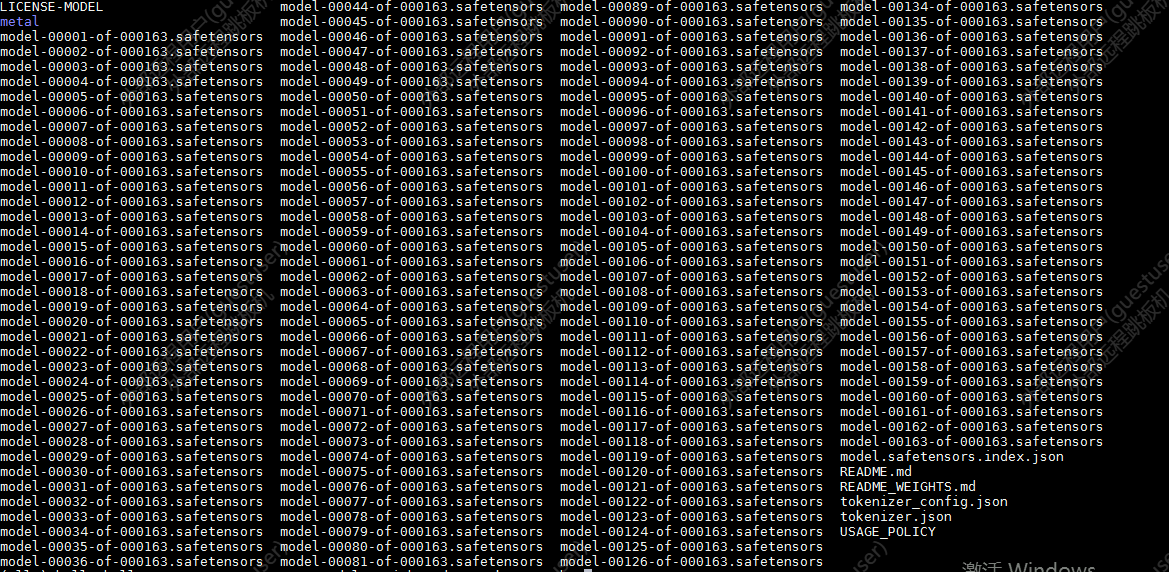 LICENSE-MODEL model-00044-of-000163.safetensors model-00089-of-000163.safetensors model-00134-of-000163.safetensors
metal model-00045-of-000163.safetensors model-00090-of-000163.safetensors model-00135-of-000163.safetensors
model-00001-of-000163.safetensors model-00046-of-000163.safetensors model-00091-of-000163.safetensors model-00136-of-000163.safetensors
model-00002-of-000163.safetensors model-00047-of-000163.safetensors model-00092-of-000163.safetensors model-00137-of-000163.safetensors
model-00003-of-000163.safetensors model-00048-of-000163.safetensors model-00093-of-000163.safetensors model-00138-of-000163.safetensors
model-00004-of-000163.safetensors model-00049-of-000163.safetensors model-00094-of-000163.safetensors model-00139-of-000163.safetensors
model-00005-of-000163.safetensors model-00050-of-000163.safetensors model-00095-of-000163.safetensors model-00140-of-000163.safetensors
model-00006-of-000163.safetensors model-00051-of-000163.safetensors model-00096-of-000163.safetensors model-00141-of-000163.safetensors
model-00007-of-000163.safetensors model-00052-of-000163.safetensors model-00097-of-000163.safetensors model-00142-of-000163.safetensors
model-00008-of-000163.safetensors model-00053-of-000163.safetensors model-00098-of-000163.safetensors model-00143-of-000163.safetensors
model-00009-of-000163.safetensors model-00054-of-000163.safetensors model-00099-of-000163.safetensors model-00144-of-000163.safetensors
model-00010-of-000163.safetensors model-00055-of-000163.safetensors model-00100-of-000163.safetensors model-00145-of-000163.safetensors
model-00011-of-000163.safetensors model-00056-of-000163.safetensors model-00101-of-000163.safetensors model-00146-of-000163.safetensors
model-00012-of-000163.safetensors model-00057-of-000163.safetensors model-00102-of-000163.safetensors model-00147-of-000163.safetensors
model-00013-of-000163.safetensors model-00058-of-000163.safetensors model-00103-of-000163.safetensors model-00148-of-000163.safetensors
model-00014-of-000163.safetensors model-00059-of-000163.safetensors model-00104-of-000163.safetensors model-00149-of-000163.safetensors
model-00015-of-000163.safetensors model-00060-of-000163.safetensors model-00105-of-000163.safetensors model-00150-of-000163.safetensors
model-00016-of-000163.safetensors model-00061-of-000163.safetensors model-00106-of-000163.safetensors model-00151-of-000163.safetensors
model-00017-of-000163.safetensors model-00062-of-000163.safetensors model-00107-of-000163.safetensors model-00152-of-000163.safetensors
model-00018-of-000163.safetensors model-00063-of-000163.safetensors model-00108-of-000163.safetensors model-00153-of-000163.safetensors
model-00019-of-000163.safetensors model-00064-of-000163.safetensors model-00109-of-000163.safetensors model-00154-of-000163.safetensors
model-00020-of-000163.safetensors model-00065-of-000163.safetensors model-00110-of-000163.safetensors model-00155-of-000163.safetensors
model-00021-of-000163.safetensors model-00066-of-000163.safetensors model-00111-of-000163.safetensors model-00156-of-000163.safetensors
model-00022-of-000163.safetensors model-00067-of-000163.safetensors model-00112-of-000163.safetensors model-00157-of-000163.safetensors
model-00023-of-000163.safetensors model-00068-of-000163.safetensors model-00113-of-000163.safetensors model-00158-of-000163.safetensors
model-00024-of-000163.safetensors model-00069-of-000163.safetensors model-00114-of-000163.safetensors model-00159-of-000163.safetensors
model-00025-of-000163.safetensors model-00070-of-000163.safetensors model-00115-of-000163.safetensors model-00160-of-000163.safetensors
model-00026-of-000163.safetensors model-00071-of-000163.safetensors model-00116-of-000163.safetensors model-00161-of-000163.safetensors
model-00027-of-000163.safetensors model-00072-of-000163.safetensors model-00117-of-000163.safetensors model-00162-of-000163.safetensors
model-00028-of-000163.safetensors model-00073-of-000163.safetensors model-00118-of-000163.safetensors model-00163-of-000163.safetensors
model-00029-of-000163.safetensors model-00074-of-000163.safetensors model-00119-of-000163.safetensors model.safetensors.index.json
model-00030-of-000163.safetensors model-00075-of-000163.safetensors model-00120-of-000163.safetensors README.md
model-00031-of-000163.safetensors model-00076-of-000163.safetensors model-00121-of-000163.safetensors README_WEIGHTS.md
model-00032-of-000163.safetensors model-00077-of-000163.safetensors model-00122-of-000163.safetensors tokenizer_config.json
model-00033-of-000163.safetensors model-00078-of-000163.safetensors model-00123-of-000163.safetensors tokenizer.json
model-00034-of-000163.safetensors model-00079-of-000163.safetensors model-00124-of-000163.safetensors USAGE_POLICY
model-00035-of-000163.safetensors model-00080-of-000163.safetensors model-00125-of-000163.safetensors
model-00036-of-000163.safetensors model-00081-of-000163.safetensors model-00126-of-000163.safetensors
激活 Windows